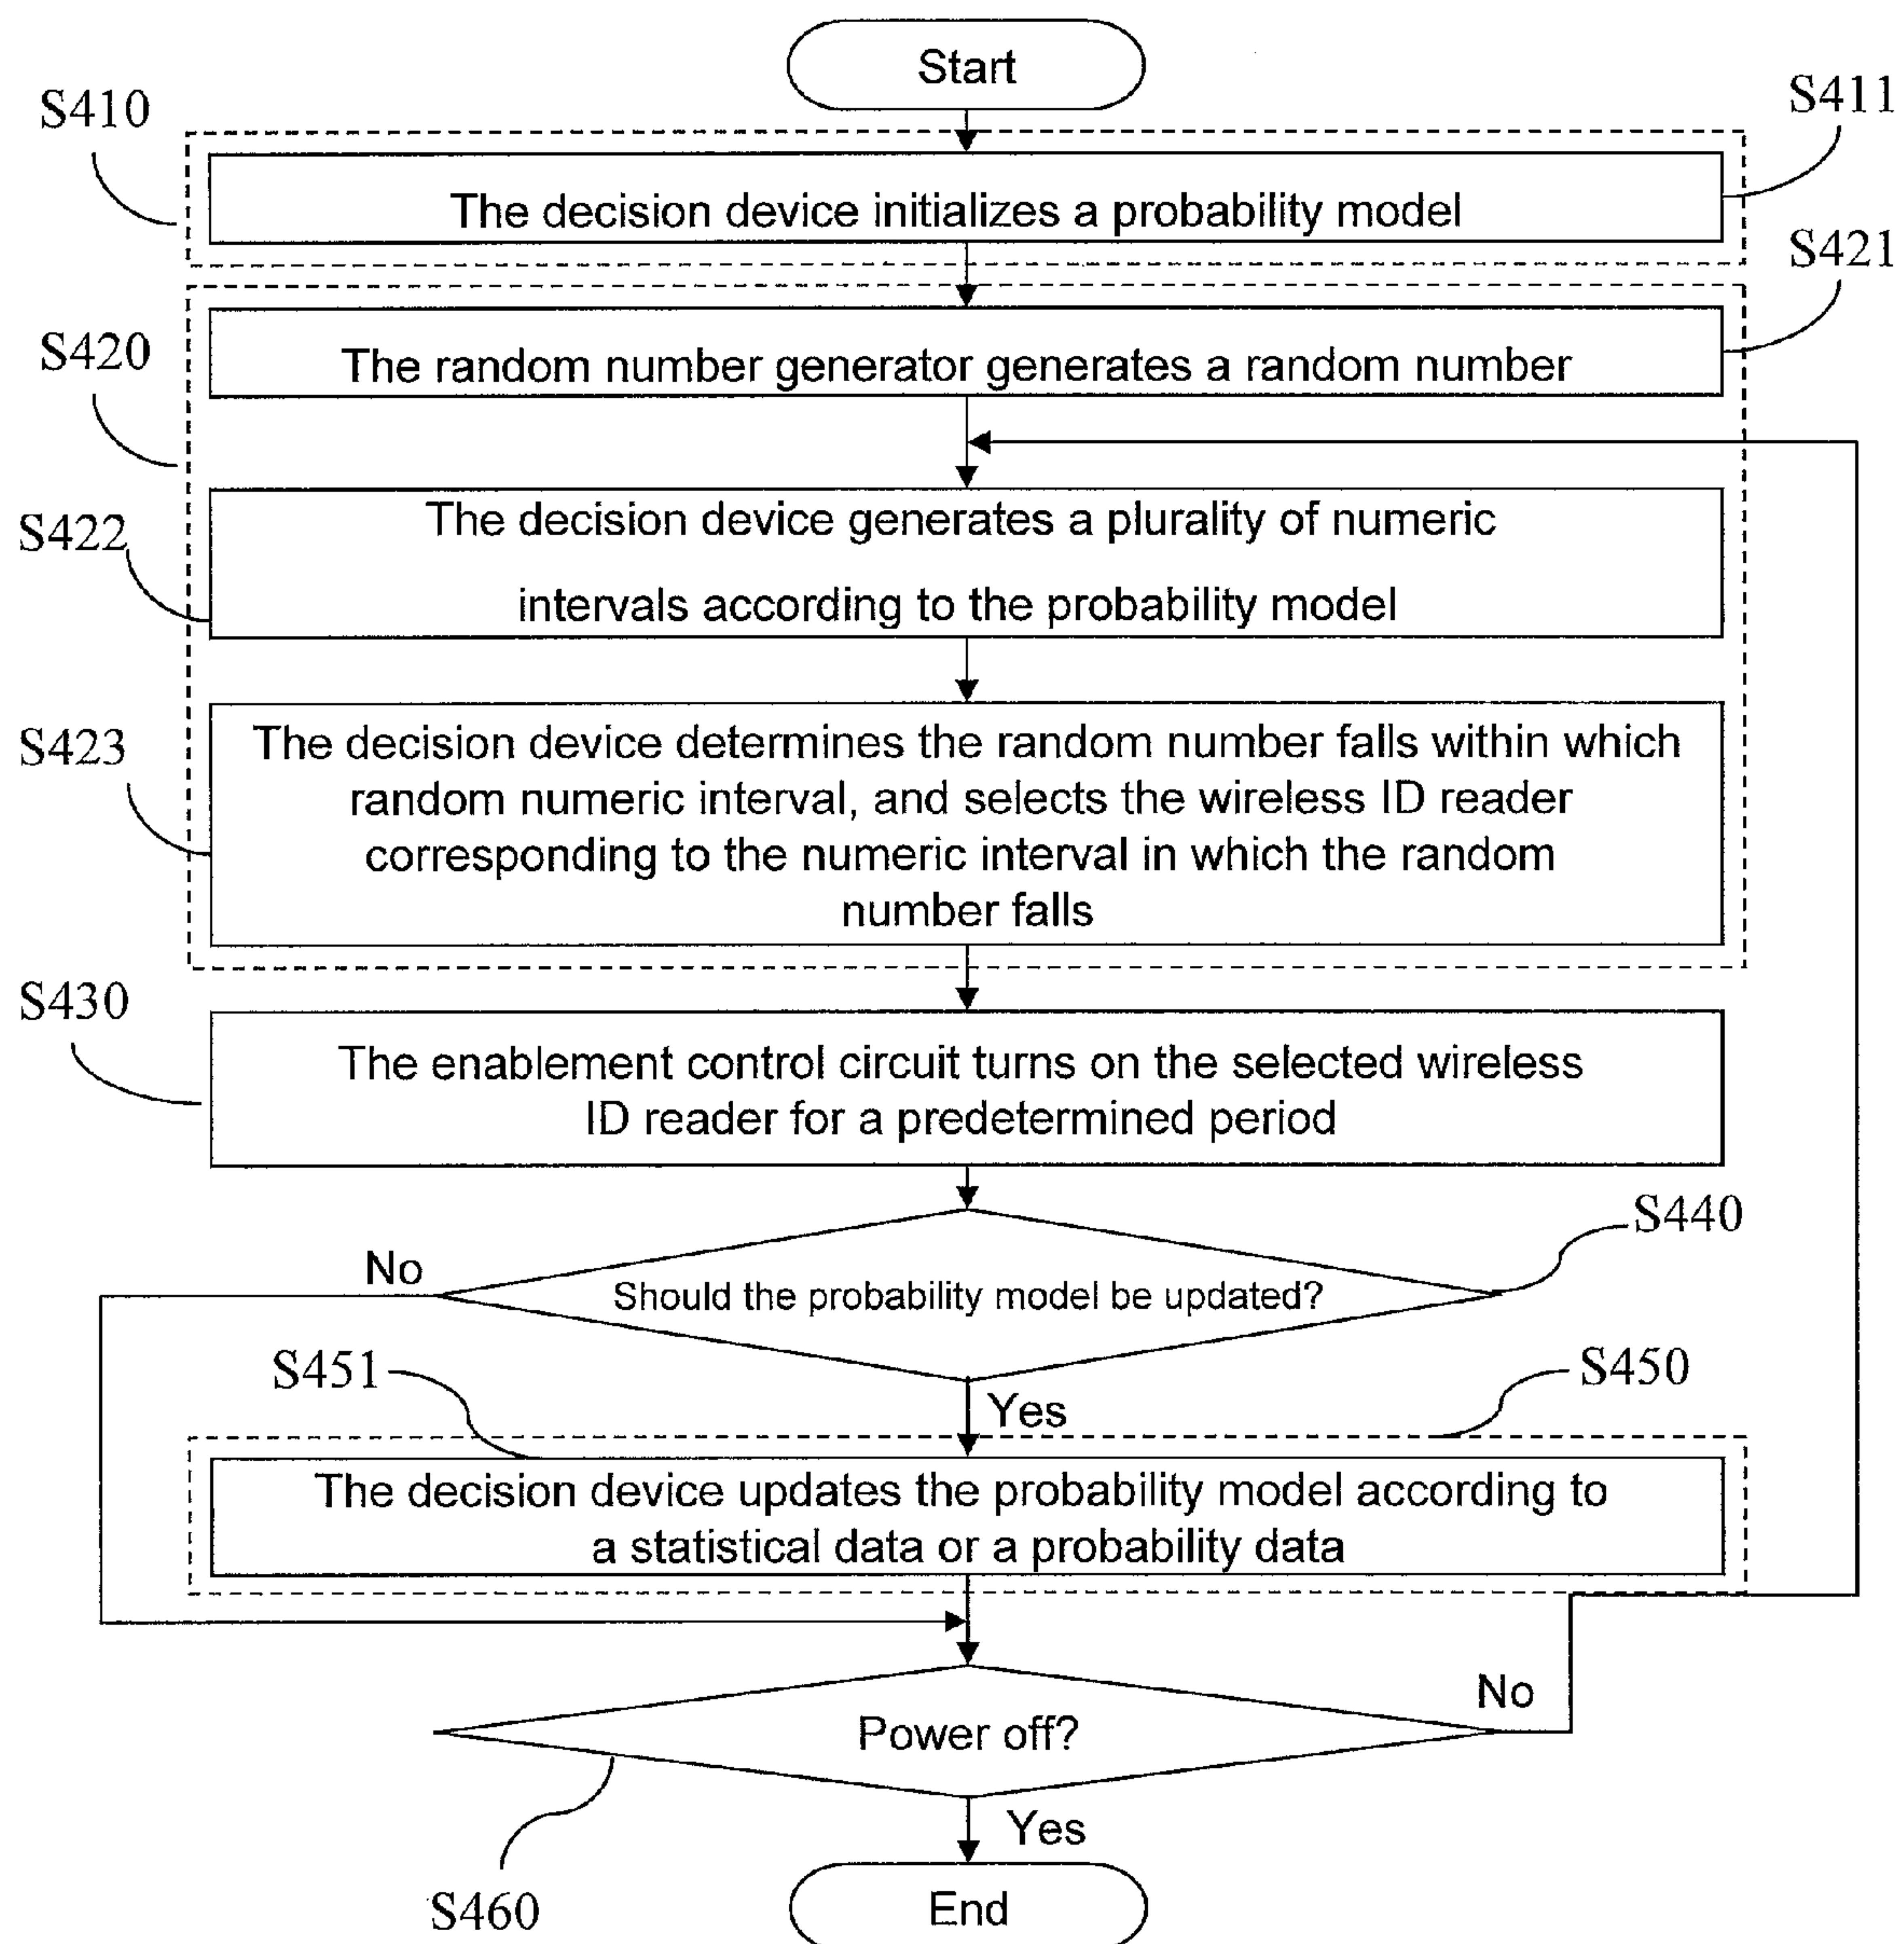 Start
S410
S411
The decision device initializes a probability model
S421
S420
The random number generator generates a random number
S422
The decision device generates a plurality of numeric
intervals according to the probability model
S423
The decision device determines the random number falls within which
random numeric interval, and selects the wireless ID reader
corresponding to the numeric interval in which the random
number falls
S430
The enablement control circuit turns on the selected wireless
ID reader for a predetermined period
S440
No
Should the probability model be updated?
S451
S450
Yes
The decision device updates the probability model according to
a statistical data or a probability data
No
Power off?
Yes
S460
End